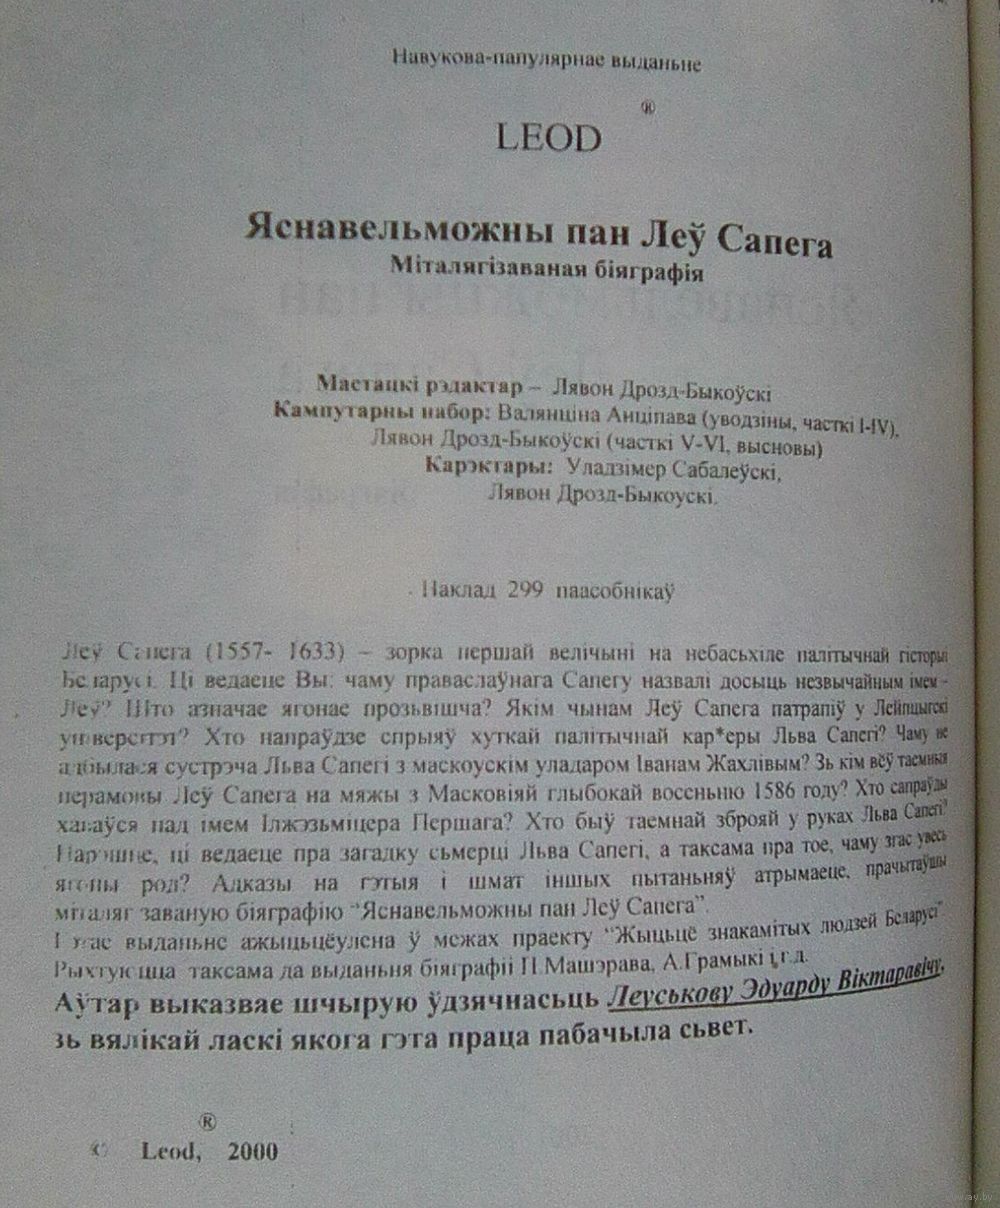 Навукова-папулярнае выданьне
®
LEOD
Яснавельможны пан Леў Сапега
Міталягізаваная біяграфія
Мастацкі рэдактар – Лявон Дрозд-Быкоўскі
Кампутарны набор: Валянціна Анціпава (уводзіны, часткі I-IV),
Лявон Дрозд-Быкоўскі (часткі V-VI, высновы)
Карэктары: Уладзімер Сабалеўскі,
Лявон Дрозд-Быкоускі.
Наклад 299 паасобнікаў
Леў Сапега (1557- 1633) – зорка першай велічыні на небасьхіле палітычнай гісторыі
Беларусі. Ці ведаеце Вы: чаму праваслаўнага Сапегу назвалі досыць незвычайным імем -
Леў? Што азначае ягонае прозьвішча? Якім чынам Леў Сапега патрапіў у Лейпцыгскі
унівэрсітэт? Хто напраўдзе спрыяў хуткай палітычнай кар*еры Льва Сапегі? Чаму не
адбылася сустрэча Льва Сапегі з маскоускім уладаром Іванам Жахлівым? Зь кім вёў таемныя
перамовы Леў Сапега на мяжы з Масковіяй глыбокай восеньню 1586 году? Хто сапраўды
хаваўся пад імем Ілжэзьміцера Першага? Хто быў таемнай зброяй у руках Льва Сапегі?
Нарэшце, ці ведаеце пра загадку сьмерці Льва Сапегі, а таксама пра тое, чаму згас увесь
ягоны род? Адказы на гэтыя і шмат іншых пытаньняў атрымаеце, прачытаўшы
міталягізаваную біяграфію "Яснавельможны пан Леў Сапега".
выданьне ажыцьцёулена ў межах праекту "Жыцьцё знакамітых людзей Беларусі".
Рыхтуюцца таксама да выданьня біяграфіі П.Машэрава, А.Грамыкі і г.д.
Аўтар выказвае шчырую ўдзячнасьць Леуськову Эдуарду Віктаравічу,
зь вялікай ласкі якога гэта праца пабачыла сьвет.
®
© Leod, 2000
www.ay.by